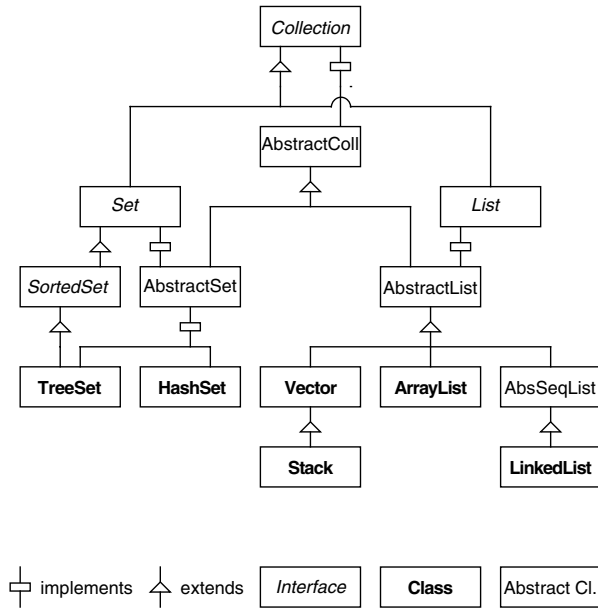 Collection
AbstractColl
Set
List
SortedSet
AbstractSet
AbstractList
TreeSet
HashSet
Vector
ArrayList
AbsSeqList
Stack
LinkedList
implements
extends
Interface
Class
Abstract Cl.